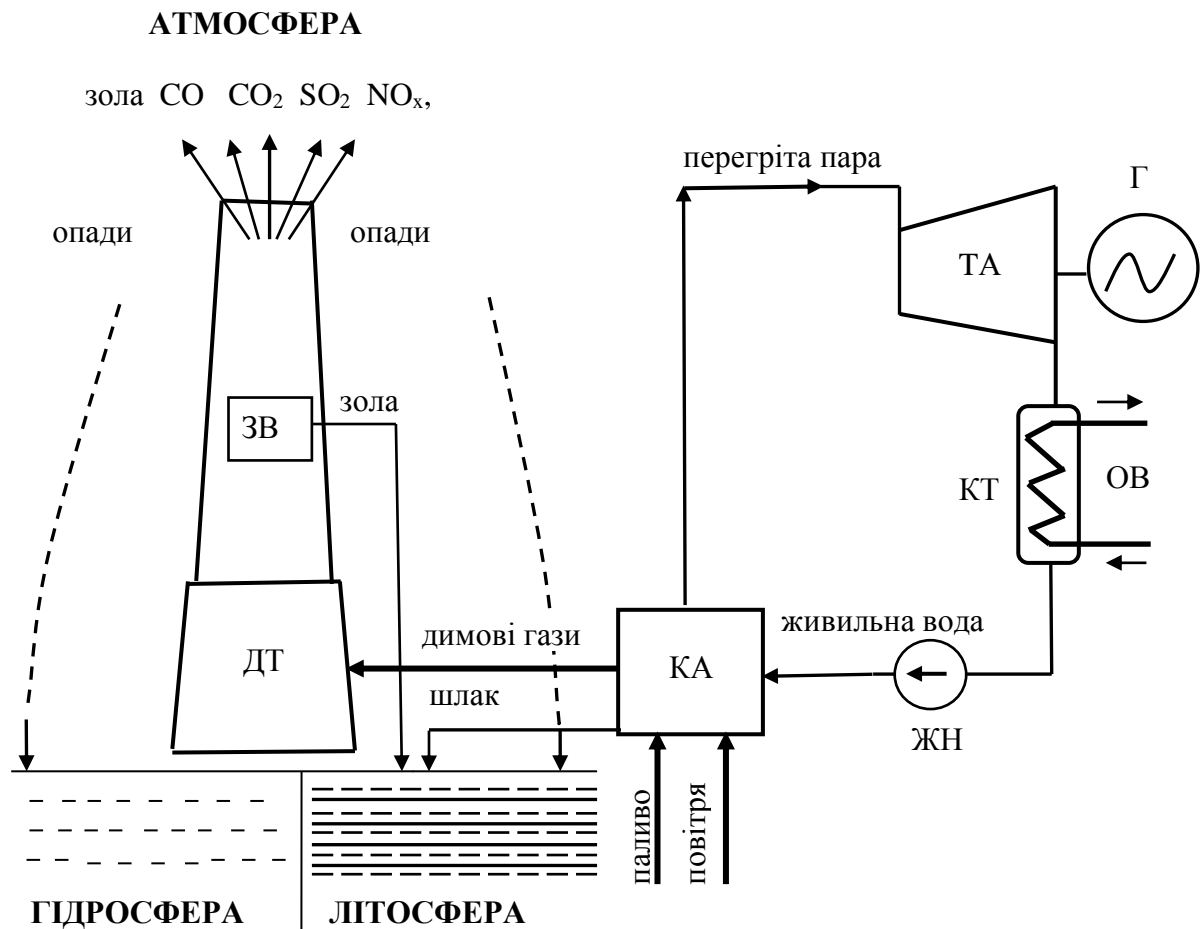 АТМОСФЕРА
зола CO CO₂ SO₂ NOₓ,
перегріта пара
Г
опади
опади
ТА
зола
ЗВ
КТ
ОВ
димові гази
живильна вода
ДТ
КА
шлак
ЖН
паливо
повітря
ГІДРОСФЕРА
ЛІТОСФЕРА